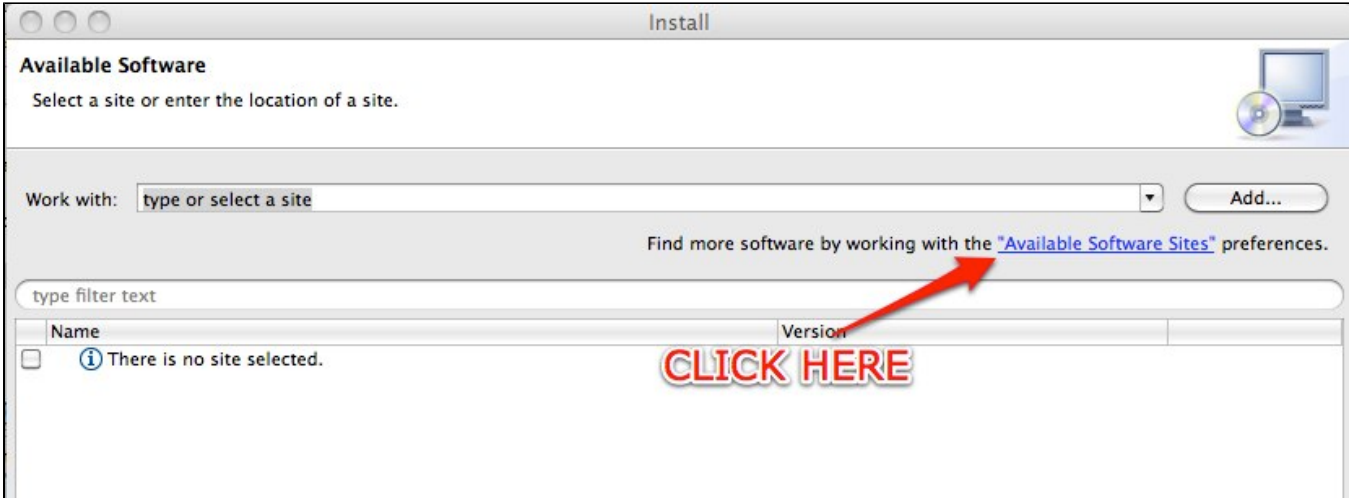 Install
Available Software
Select a site or enter the location of a site.
Work with: type or select a site Add...
Find more software by working with the "Available Software Sites" preferences.
type filter text
Name Version
There is no site selected.
CLICK HERE